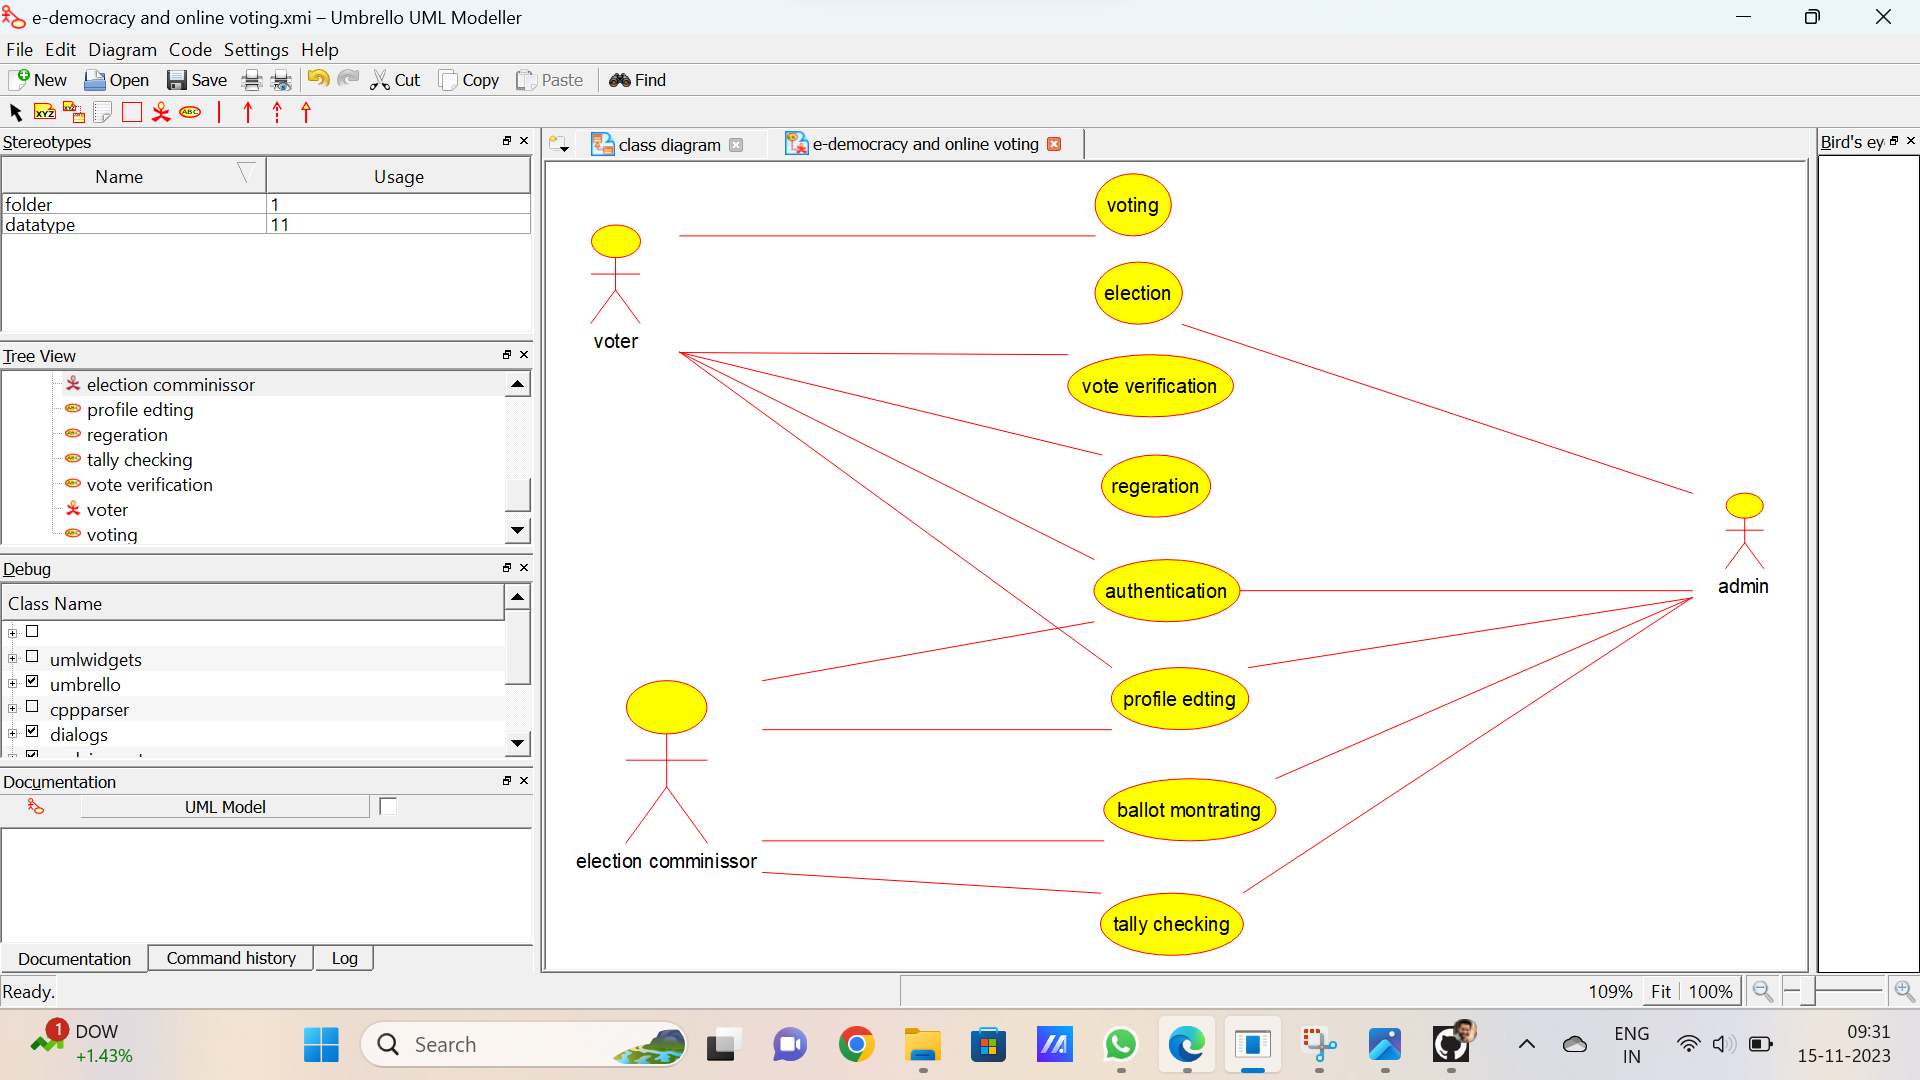 e-democracy and online voting.xmi – Umbrello UML Modeller
File Edit Diagram Code Settings Help
New Open Save Cut Copy Paste Find
XYZ XYZ ABC
Stereotypes
Name Usage
folder 1
datatype 11
Tree View
election comminissor
profile edting
regeration
tally checking
vote verification
voter
voting
Debug
Class Name
umlwidgets
umbrello
cppparser
dialogs
Documentation
UML Model
Documentation Command history Log
class diagram
e-democracy and online voting
Bird's ey
voting
election
voter
vote verification
regeration
authentication
admin
profile edting
ballot montrating
election comminissor
tally checking
Ready.
109% Fit 100%
1
DOW
+1.43%
Search
ENG
IN
09:31
15-11-2023